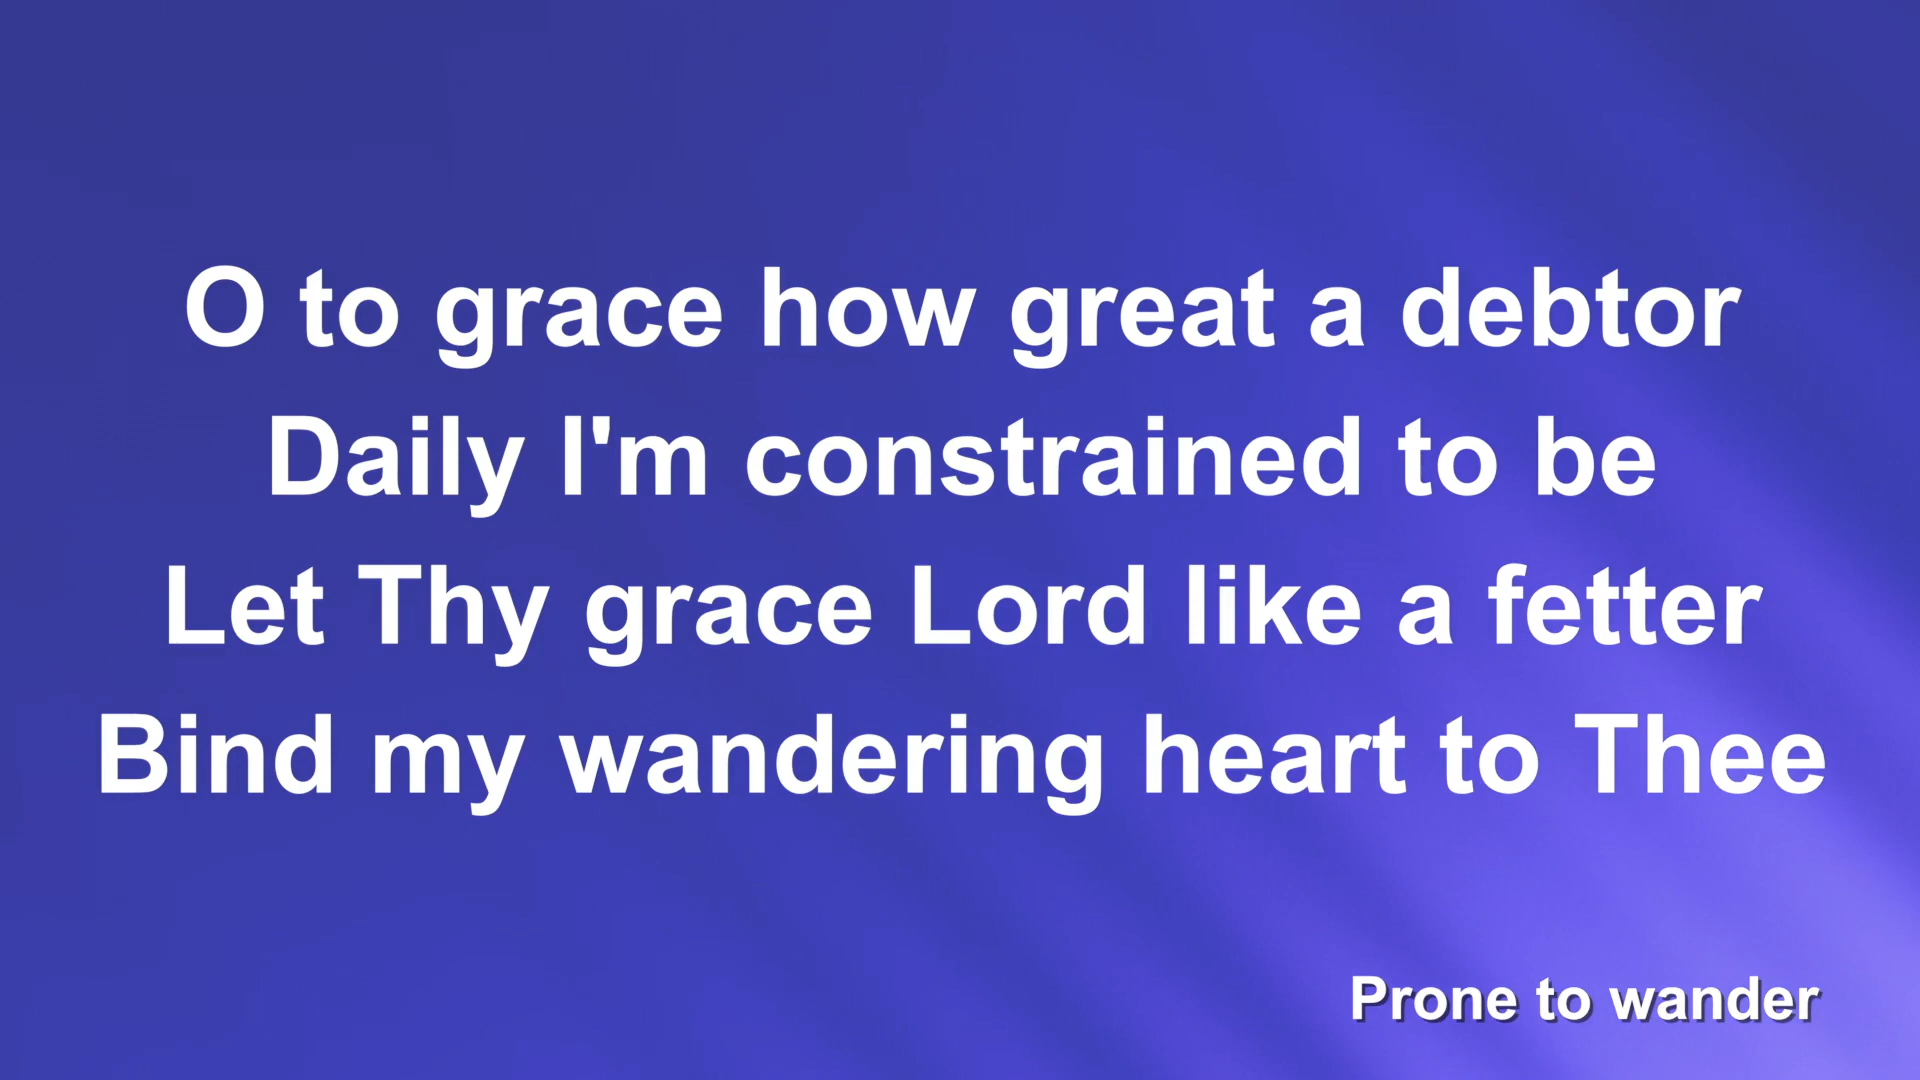 O to grace how great a debtor
Daily I'm constrained to be
Let Thy grace Lord like a fetter
Bind my wandering heart to Thee
Prone to wander